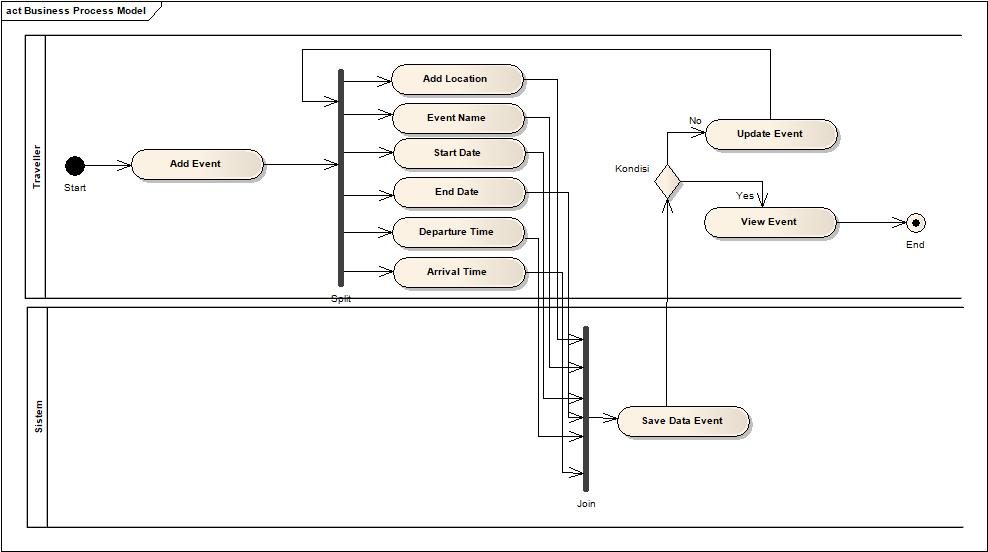 act Business Process Model
Traveller
Start
Add Event
Split
Add Location
Event Name
Start Date
End Date
Departure Time
Arrival Time
Kondisi
No
Update Event
Yes
View Event
End
Sistem
Join
Save Data Event